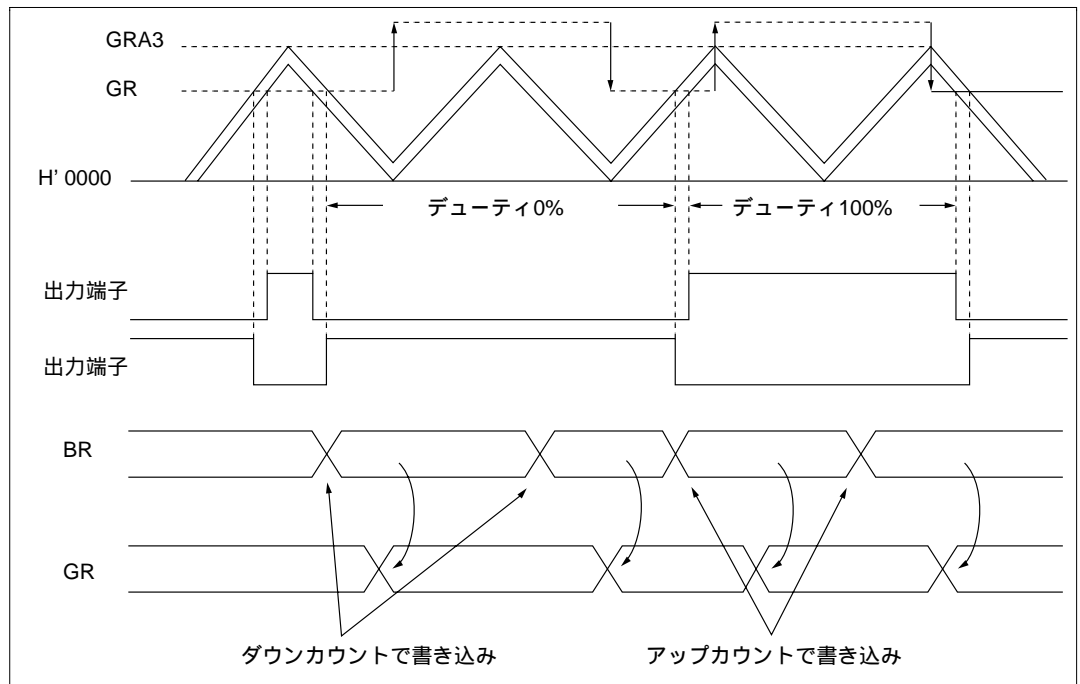 GRA3
GR
H' 0000
デューティ0%
デューティ100%
出力端子
出力端子
BR
GR
ダウンカウントで書き込み
アップカウントで書き込み